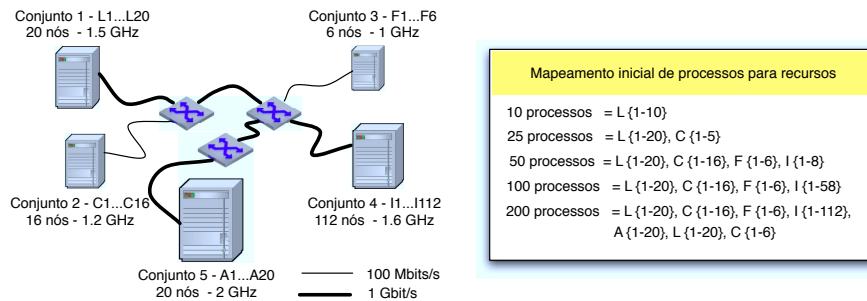 Conjunto 1 - L1...L20
20 nós - 1.5 GHz
Conjunto 3 - F1...F6
6 nós - 1 GHz
Conjunto 2 - C1...C16
16 nós - 1.2 GHz
Conjunto 4 - I1...I112
112 nós - 1.6 GHz
Conjunto 5 - A1...A20
20 nós - 2 GHz
100 Mbits/s
1 Gbit/s
Mapeamento inicial de processos para recursos
10 processos = L {1-10}
25 processos = L {1-20}, C {1-5}
50 processos = L {1-20}, C {1-16}, F {1-6}, I {1-8}
100 processos = L {1-20}, C {1-16}, F {1-6}, I {1-58}
200 processos = L {1-20}, C {1-16}, F {1-6}, I {1-112},
A {1-20}, L {1-20}, C {1-6}